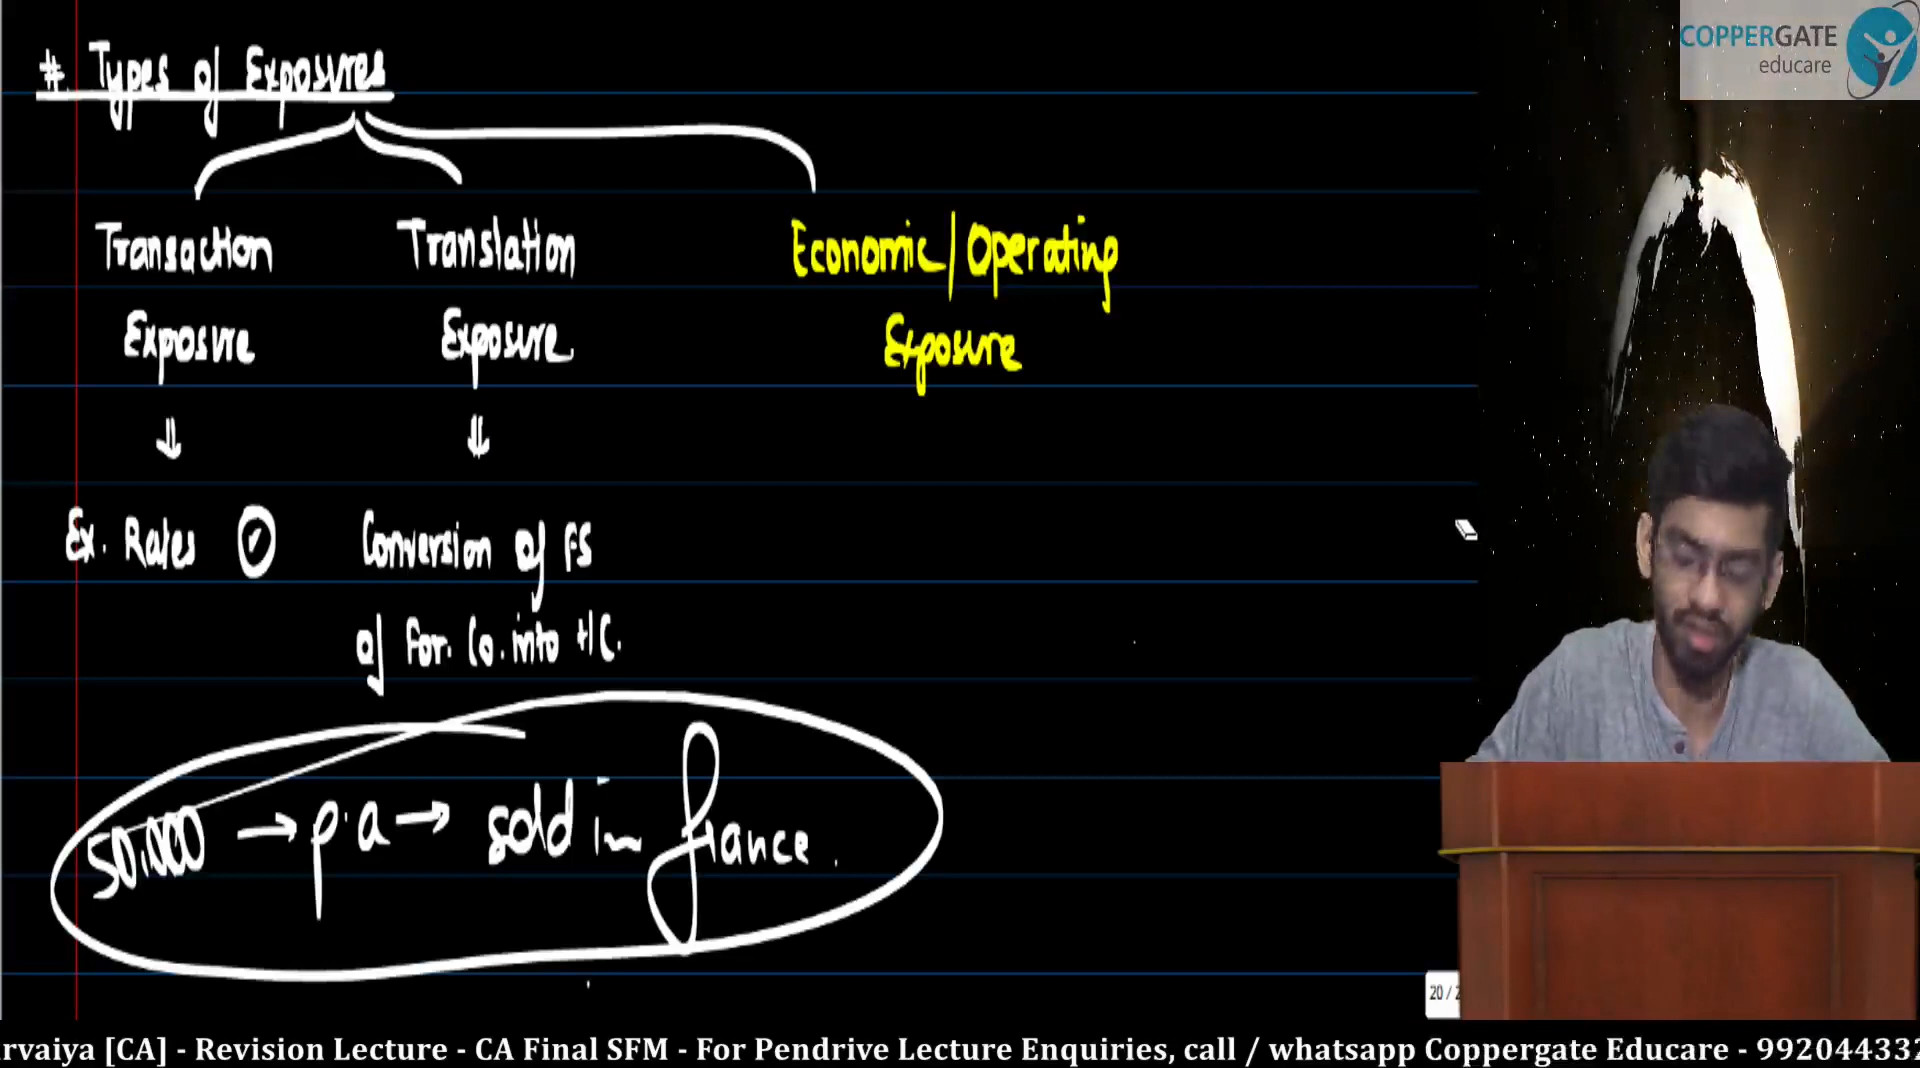 # Types of Exposures
COPPERGATE
educare
Transaction Exposure
Translation Exposure
Economic/Operating Exposure
Ex. Rates
Conversion of FS
of For. Co. into HC.
50,000 → p.a → sold in france.
20 / 2
rvaiya [CA] - Revision Lecture - CA Final SFM - For Pendrive Lecture Enquiries, call / whatsapp Coppergate Educare - 992044332